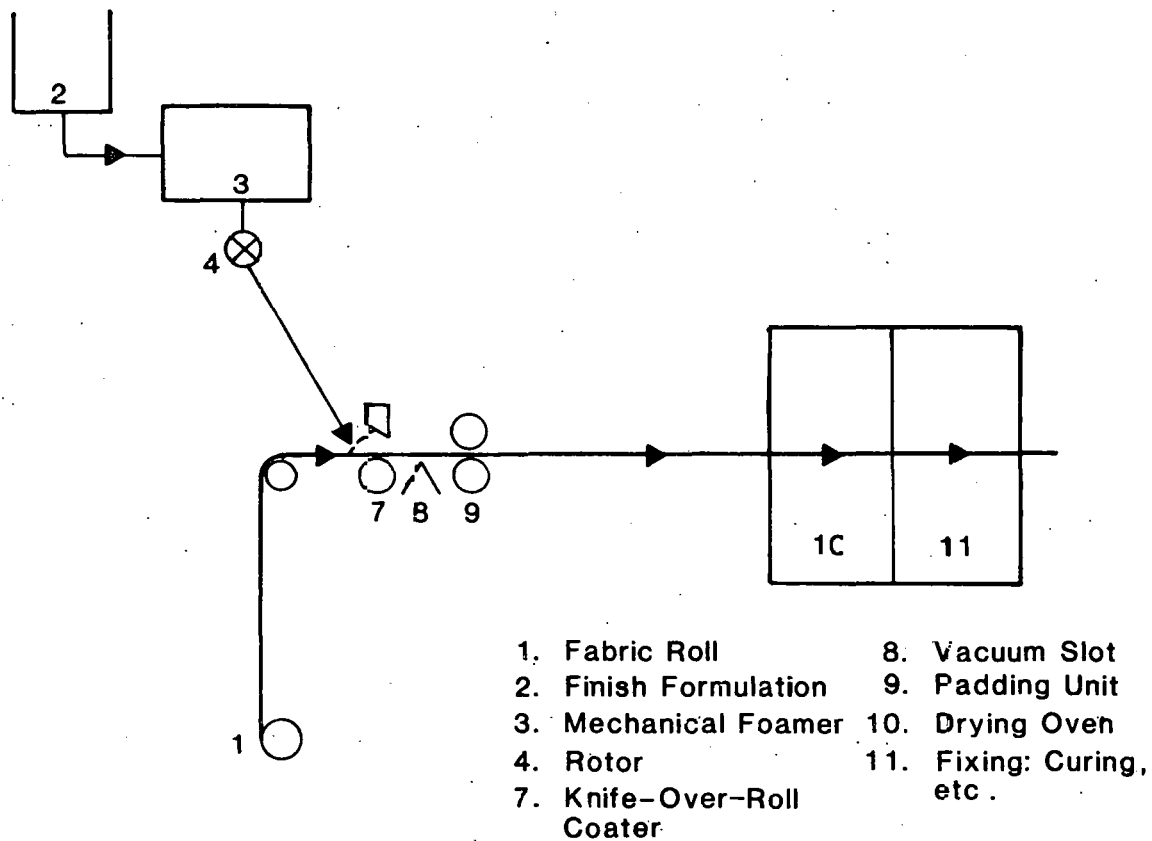 2
3
4
7 8 9
1C 11
1
1. Fabric Roll
2. Finish Formulation
3. Mechanical Foamer
4. Rotor
7. Knife-Over-Roll
Coater
8. Vacuum Slot
9. Padding Unit
10. Drying Oven
11. Fixing: Curing,
etc.